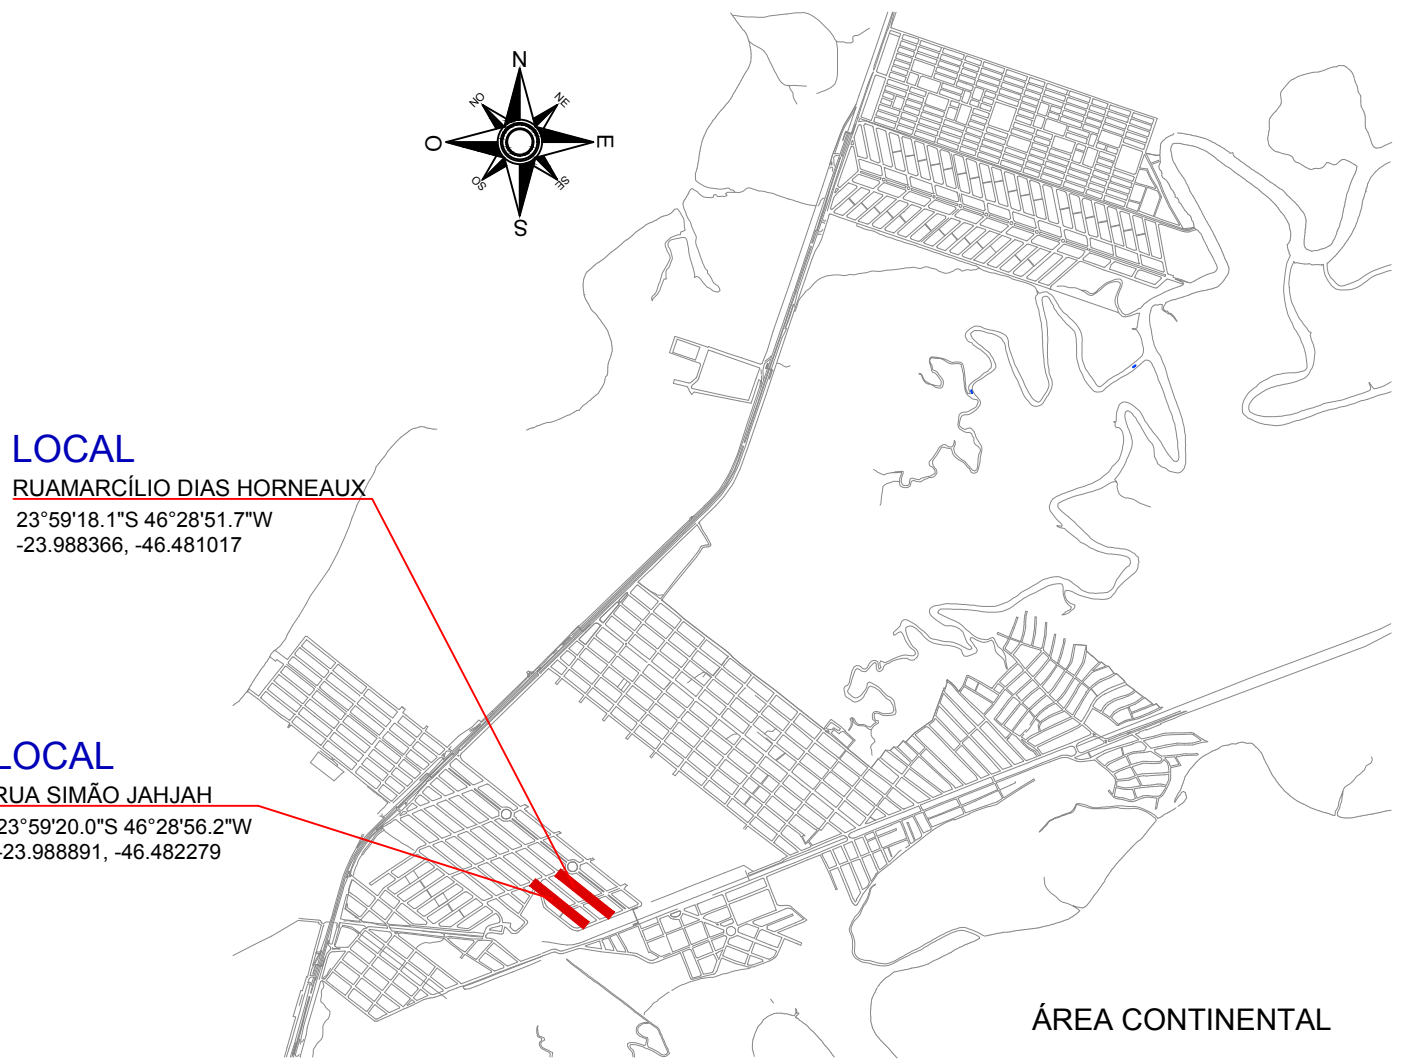 N
NO
NE
O
E
SO
SE
S
LOCAL
RUAMARCÍLIO DIAS HORNEAUX
23°59'18.1"S 46°28'51.7"W
-23.988366, -46.481017
LOCAL
RUA SIMÃO JAHJAH
23°59'20.0"S 46°28'56.2"W
-23.988891, -46.482279
ÁREA CONTINENTAL